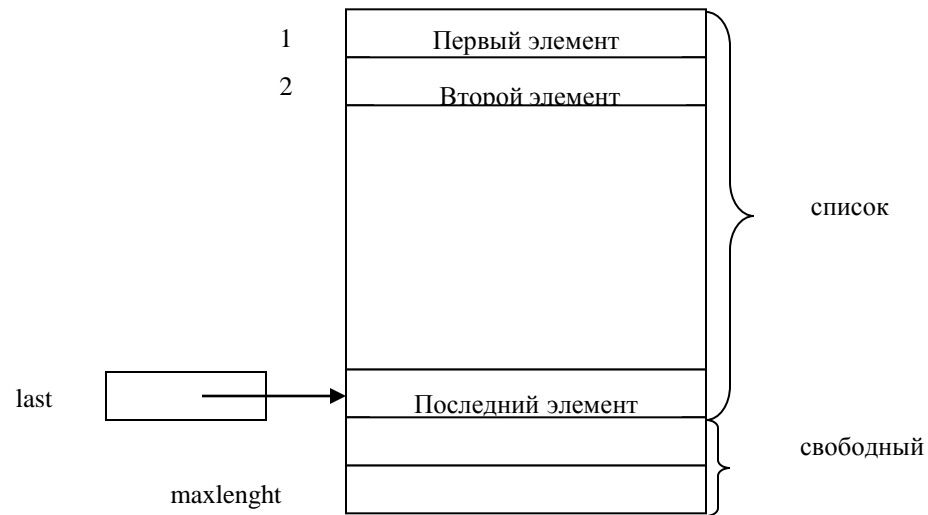 1
Первый элемент
2
Второй элемент
список
last
Последний элемент
свободный
maxlenght